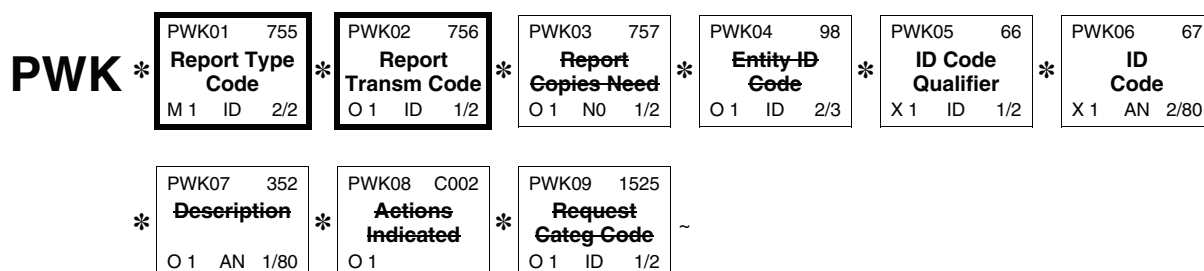 PWK * PWK01 755 * PWK02 756 * PWK03 757 * PWK04 98 * PWK05 66 * PWK06 67
Report Type Report Report Entity ID ID Code ID
Code Transm Code Copies Need Code Qualifier Code
M 1 ID 2/2 O 1 ID 1/2 O 1 N0 1/2 O 1 ID 2/3 X 1 ID 1/2 X 1 AN 2/80
* PWK07 352 * PWK08 C002 * PWK09 1525 ~
Description Actions Request
Indicated Categ Code
O 1 AN 1/80 O 1 O 1 ID 1/2